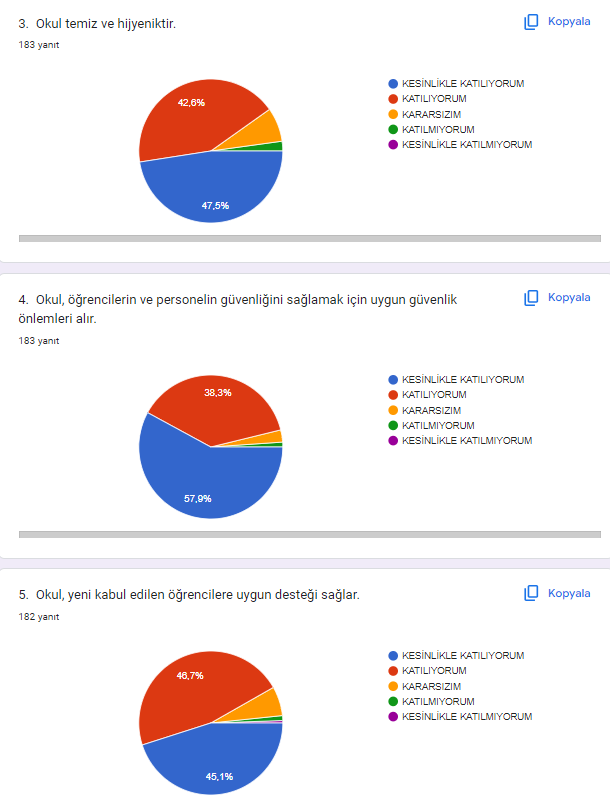 3. Okul temiz ve hijyeniktir.
Kopyala
183 yanıt
42,6%
47,5%
KESİNLİKLE KATILIYORUM
KATILIYORUM
KARARSIZIM
KATILMIYORUM
KESİNLİKLE KATILMIYORUM
4. Okul, öğrencilerin ve personelin güvenliğini sağlamak için uygun güvenlik
önlemleri alır.
Kopyala
183 yanıt
38,3%
57,9%
KESİNLİKLE KATILIYORUM
KATILIYORUM
KARARSIZIM
KATILMIYORUM
KESİNLİKLE KATILMIYORUM
5. Okul, yeni kabul edilen öğrencilere uygun desteği sağlar.
Kopyala
182 yanıt
46,7%
45,1%
KESİNLİKLE KATILIYORUM
KATILIYORUM
KARARSIZIM
KATILMIYORUM
KESİNLİKLE KATILMIYORUM